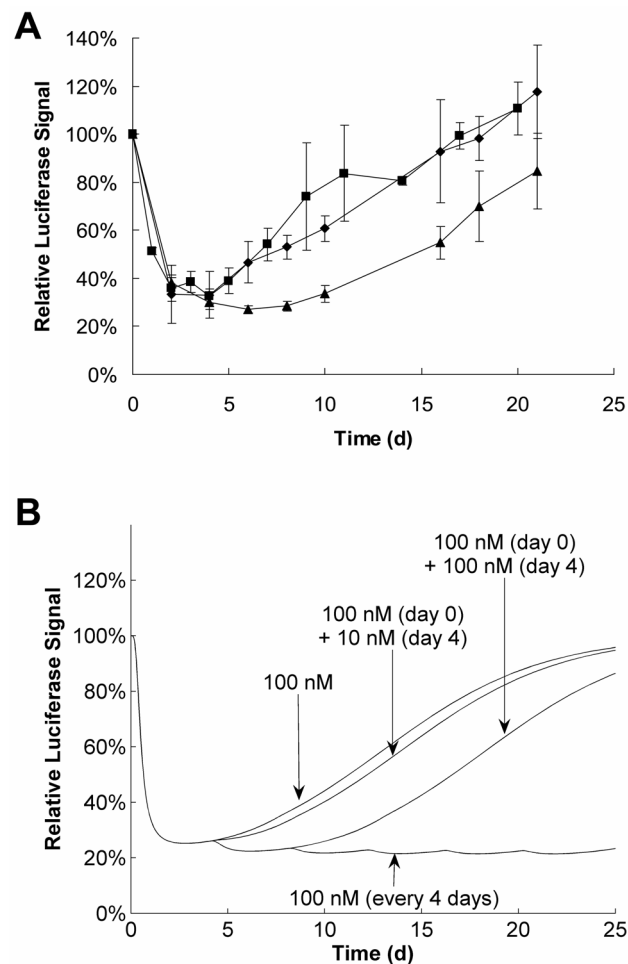 A
140%
120%
100%
80%
60%
40%
20%
0%
Relative Luciferase Signal
0 5 10 15 20 25
Time (d)
B
120%
100%
80%
60%
40%
20%
0%
Relative Luciferase Signal
100 nM (day 0)
+ 100 nM (day 4)
100 nM (day 0)
+ 10 nM (day 4)
100 nM
100 nM (every 4 days)
0 5 10 15 20 25
Time (d)